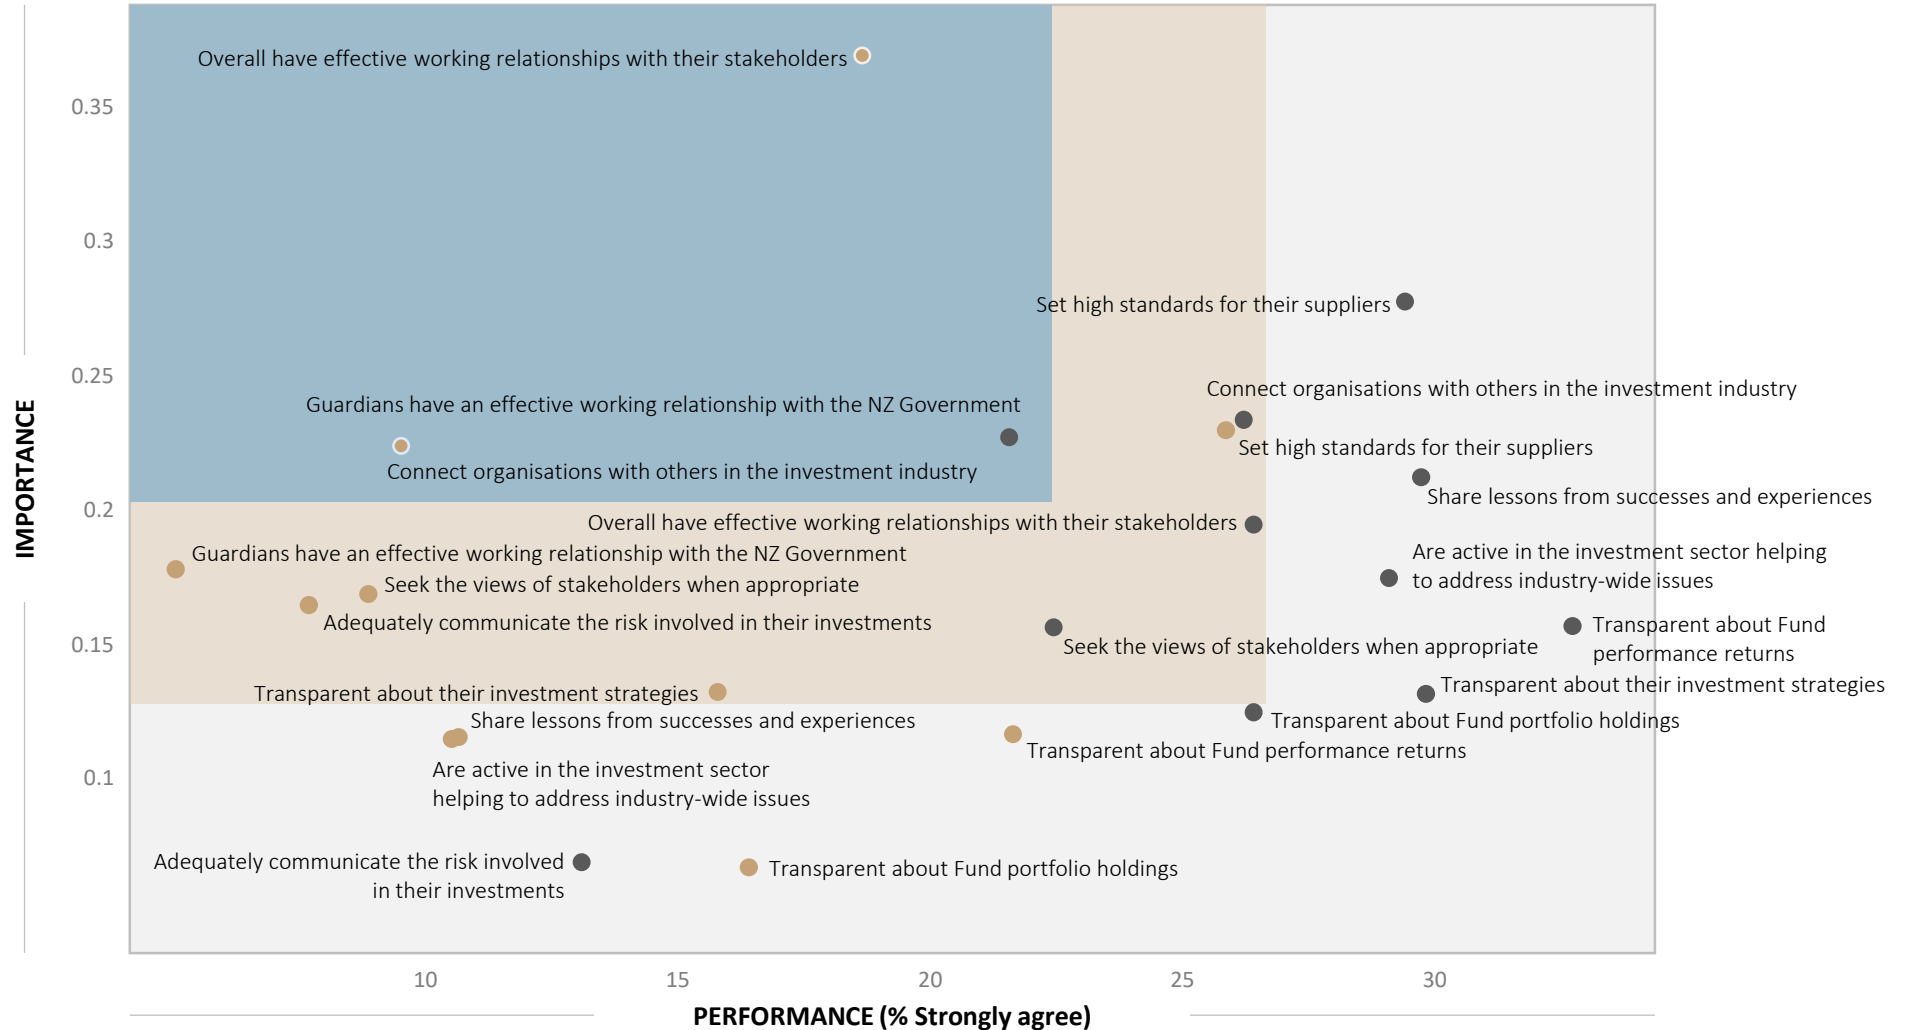 Overall have effective working relationships with their stakeholders
0.35
0.3
Set high standards for their suppliers
0.25
Connect organisations with others in the investment industry
Guardians have an effective working relationship with the NZ Government
Set high standards for their suppliers
Connect organisations with others in the investment industry
Share lessons from successes and experiences
0.2
Overall have effective working relationships with their stakeholders
IMPORTANCE
Guardians have an effective working relationship with the NZ Government
Are active in the investment sector helping
to address industry-wide issues
Seek the views of stakeholders when appropriate
Adequately communicate the risk involved in their investments
Transparent about Fund
performance returns
0.15
Seek the views of stakeholders when appropriate
Transparent about their investment strategies
Transparent about their investment strategies
Share lessons from successes and experiences
Transparent about Fund portfolio holdings
Transparent about Fund performance returns
0.1
Are active in the investment sector
helping to address industry-wide issues
Adequately communicate the risk involved
in their investments
Transparent about Fund portfolio holdings
10
15
20
25
30
PERFORMANCE (% Strongly agree)